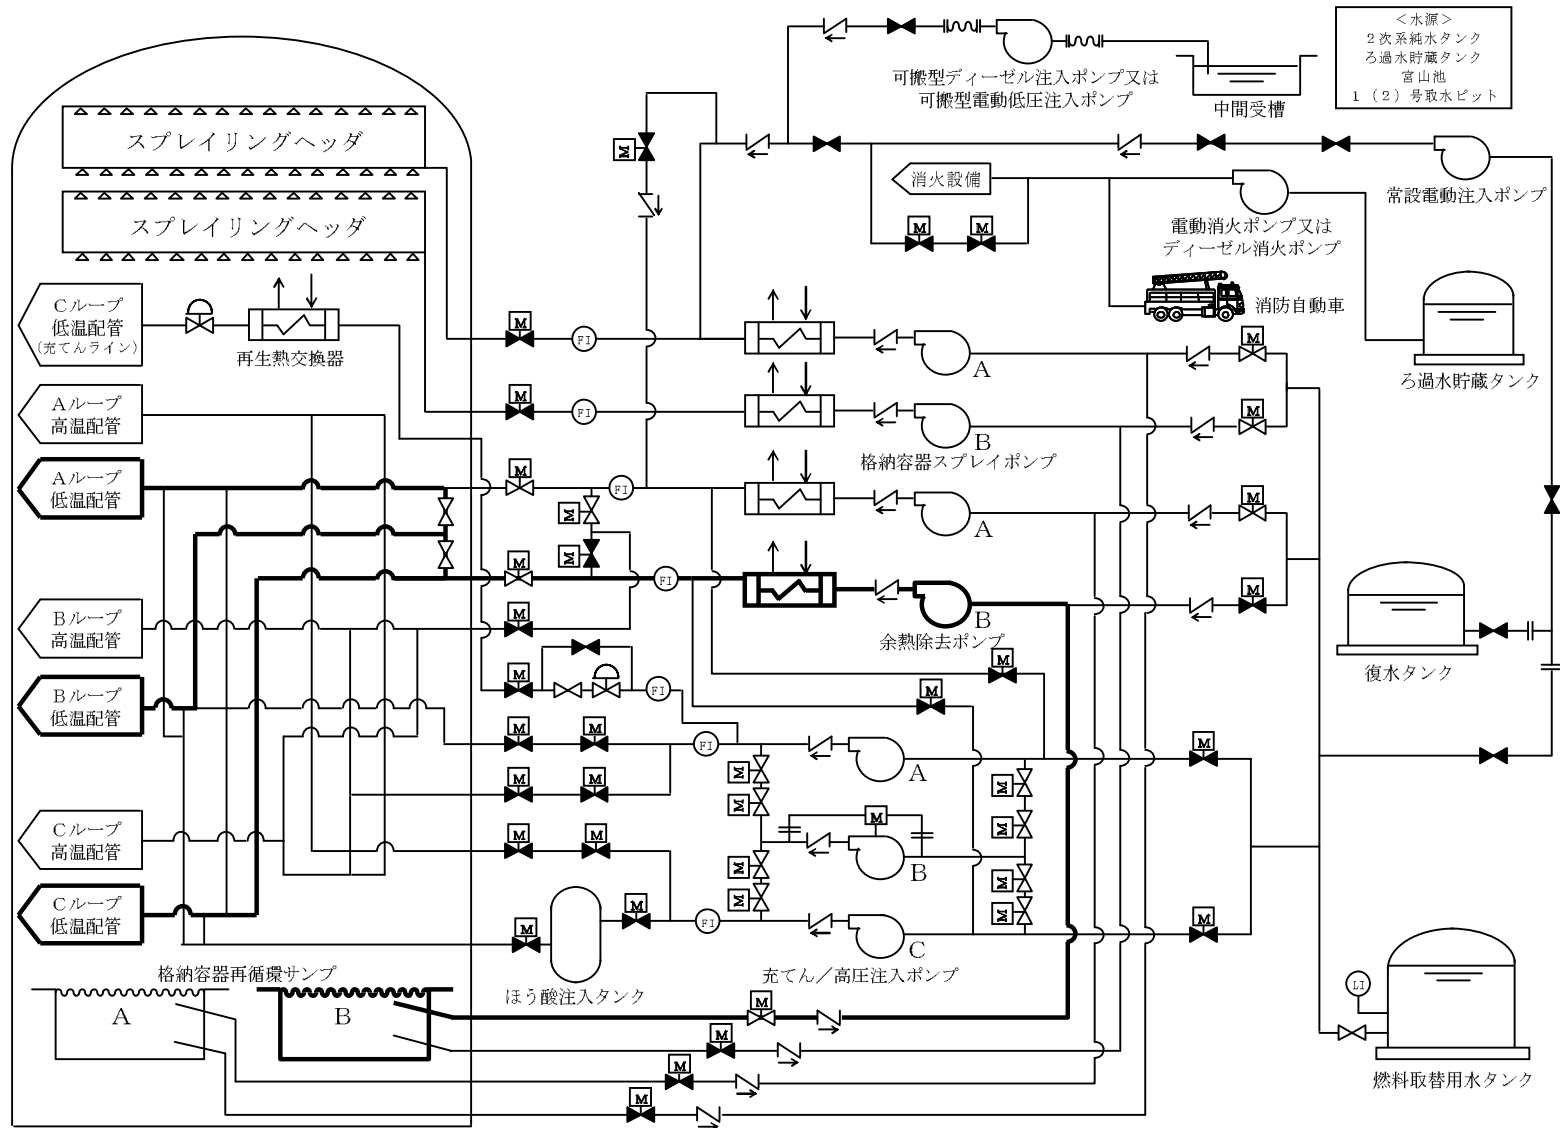 <水源>
2次系純水タンク
ろ過水貯蔵タンク
宮山池
1(2)号取水ピット
可搬型ディーゼル注入ポンプ又は
可搬型電動低圧注入ポンプ
中間受槽
スプレイリングヘッダ
M
消火設備
常設電動注入ポンプ
スプレイリングヘッダ
M
M
電動消火ポンプ又は
ディーゼル消火ポンプ
消防自動車
Cループ
低温配管
(充てんライン)
再生熱交換器
M
FI
A
M
ろ過水貯蔵タンク
Aループ
高温配管
M
FI
B
M
格納容器スプレイポンプ
Aループ
低温配管
M
FI
M
A
M
M
M
FI
B
M
余熱除去ポンプ
Bループ
高温配管
M
M
復水タンク
Bループ
低温配管
M
FI
M
M
M
FI
A
M
M
M
M
M
M
M
Cループ
高温配管
M
M
M
M
B
M
M
M
M
Cループ
低温配管
M
M
FI
C
M
充てん/高圧注入ポンプ
ほう酸注入タンク
格納容器再循環サンプ
A
B
M
M
M
M
LI
燃料取替用水タンク